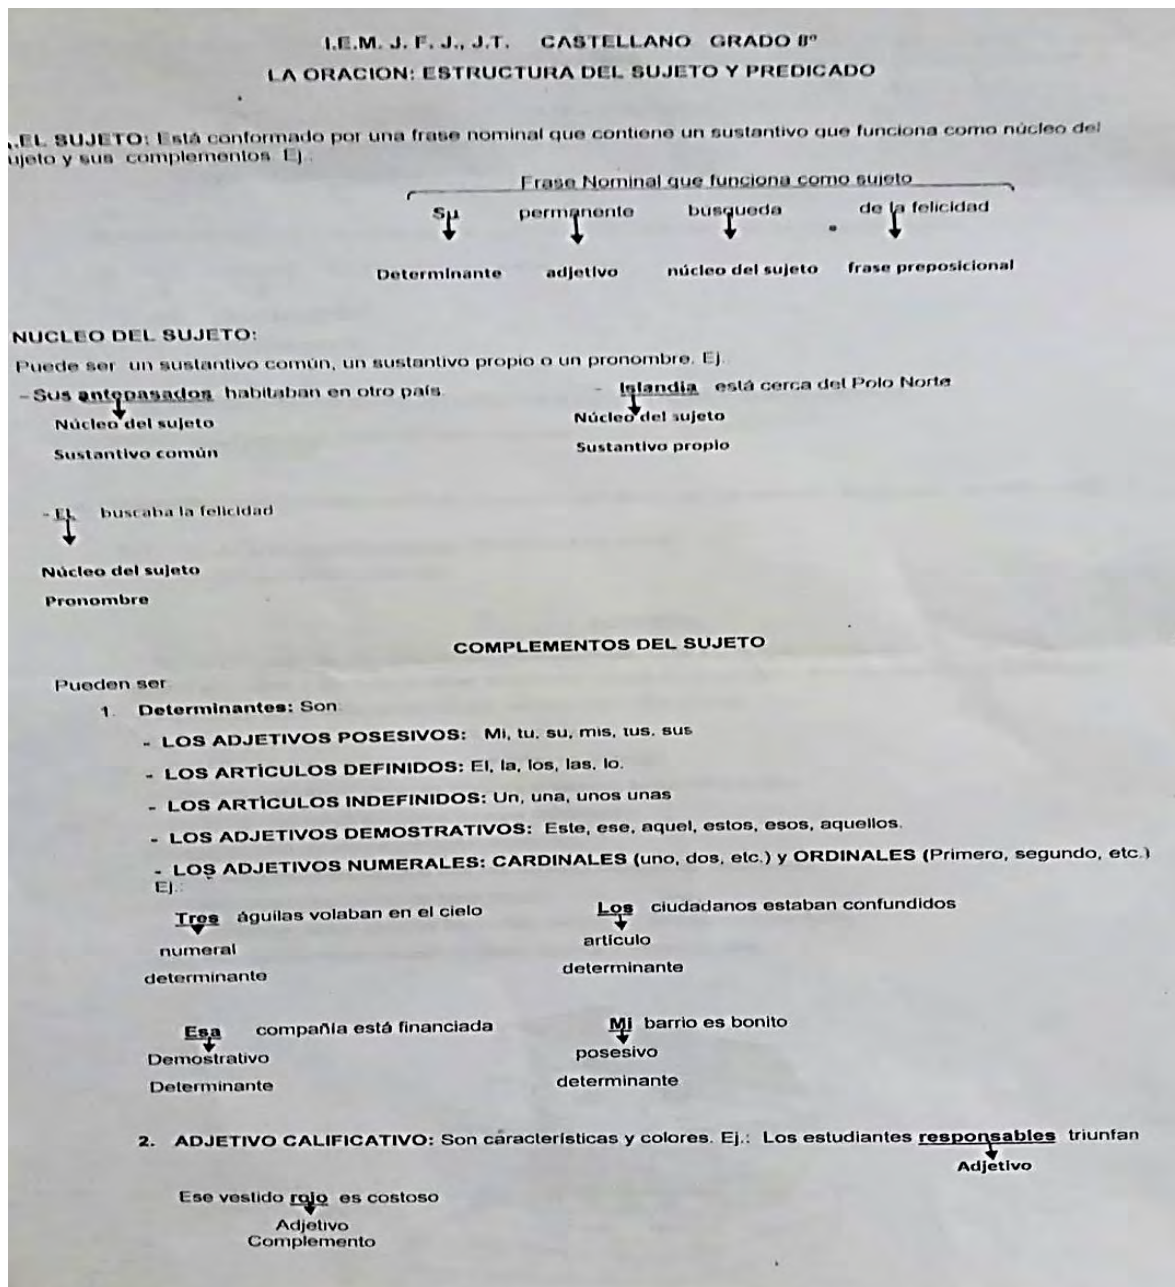 I.E.M. J. F. J., J.T. CASTELLANO GRADO 8º
LA ORACION: ESTRUCTURA DEL SUJETO Y PREDICADO
.EL SUJETO: Está conformado por una frase nominal que contiene un sustantivo que funciona como núcleo del
ujeto y sus complementos Ej.:
Frase Nominal que funciona como sujeto
Su permanente busqueda de la felicidad
Determinante adjetivo núcleo del sujeto frase preposicional
NUCLEO DEL SUJETO:
Puede ser un sustantivo común, un sustantivo propio o un pronombre. Ej.
- Sus antepasados habitaban en otro país. - Islandia está cerca del Polo Norte
Núcleo del sujeto Núcleo del sujeto
Sustantivo común Sustantivo propio
- EL buscaba la felicidad
Núcleo del sujeto
Pronombre
COMPLEMENTOS DEL SUJETO
Pueden ser
1. Determinantes: Son
- LOS ADJETIVOS POSESIVOS: Mi, tu, su, mis, tus, sus
- LOS ARTÌCULOS DEFINIDOS: El, la, los, las, lo.
- LOS ARTÌCULOS INDEFINIDOS: Un, una, unos unas
- LOS ADJETIVOS DEMOSTRATIVOS: Este, ese, aquel, estos, esos, aquellos.
- LOS ADJETIVOS NUMERALES: CARDINALES (uno, dos, etc.) y ORDINALES (Primero, segundo, etc.)
Ej.:
Tres águilas volaban en el cielo Los ciudadanos estaban confundidos
numeral articulo
determinante determinante
Esa compañía está financiada Mi barrio es bonito
Demostrativo posesivo
Determinante determinante
2. ADJETIVO CALIFICATIVO: Son características y colores. Ej.: Los estudiantes responsables triunfan
Adjetivo
Ese vestido rojo es costoso
Adjetivo
Complemento